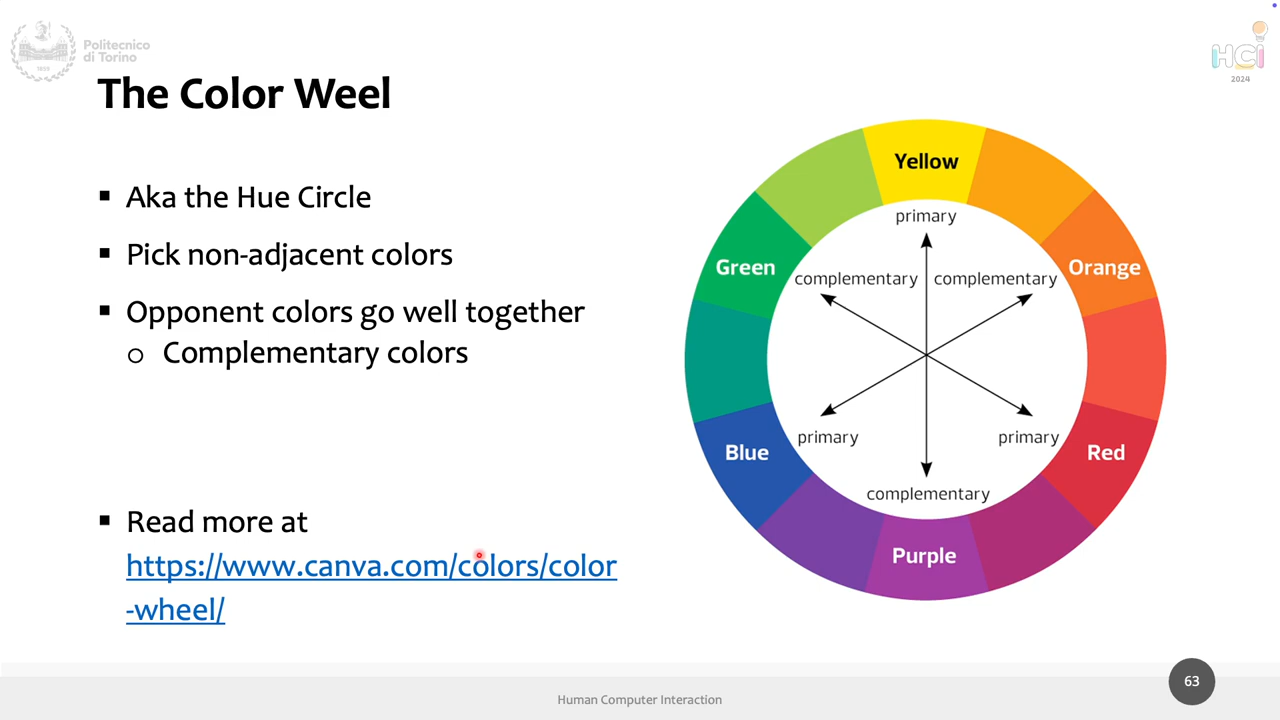 Politecnico
di Torino
1859
HCI
2024
The Color Weel
▪ Aka the Hue Circle
▪ Pick non-adjacent colors
▪ Opponent colors go well together
o Complementary colors
▪ Read more at
https://www.canva.com/colors/color
-wheel/
Yellow
primary
Green
complementary
complementary
Orange
Blue
primary
primary
Red
complementary
Purple
Human Computer Interaction
63